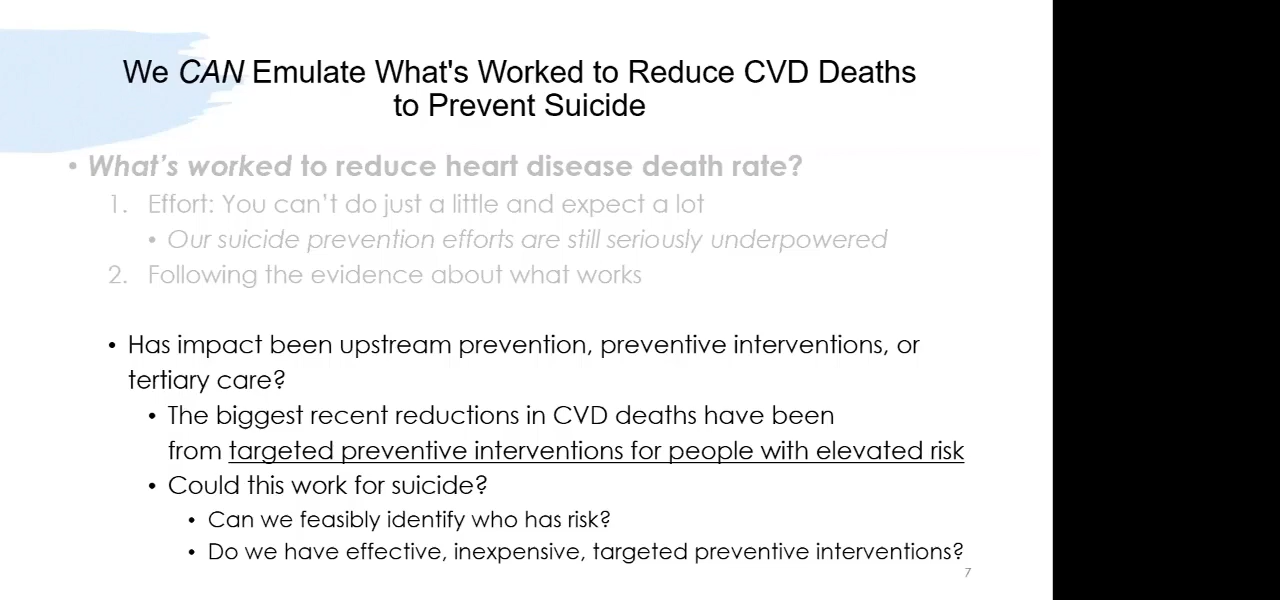 We CAN Emulate What's Worked to Reduce CVD Deaths
to Prevent Suicide
• What's worked to reduce heart disease death rate?
1. Effort: You can't do just a little and expect a lot
• Our suicide prevention efforts are still seriously underpowered
2. Following the evidence about what works
• Has impact been upstream prevention, preventive interventions, or
tertiary care?
• The biggest recent reductions in CVD deaths have been
from targeted preventive interventions for people with elevated risk
• Could this work for suicide?
• Can we feasibly identify who has risk?
• Do we have effective, inexpensive, targeted preventive interventions?
7